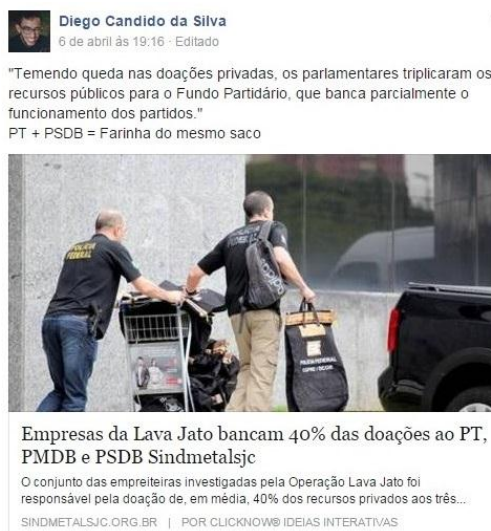 Diego Candido da Silva
6 de abril às 19:16 · Editado
"Temendo queda nas doações privadas, os parlamentares triplicaram os
recursos públicos para o Fundo Partidário, que banca parcialmente o
funcionamento dos partidos."
PT + PSDB = Farinha do mesmo saco
POLÍCIA
FEDERAL
FEDERAL
POLÍCIA FEDERAL
Empresas da Lava Jato bancam 40% das doações ao PT,
PMDB e PSDB Sindmetalsjc
O conjunto das empreiteiras investigadas pela Operação Lava Jato foi
responsável pela doação de, em média, 40% dos recursos privados aos três...
SINDMETALSJC.ORG.BR | POR CLICKNOW® IDEIAS INTERATIVAS